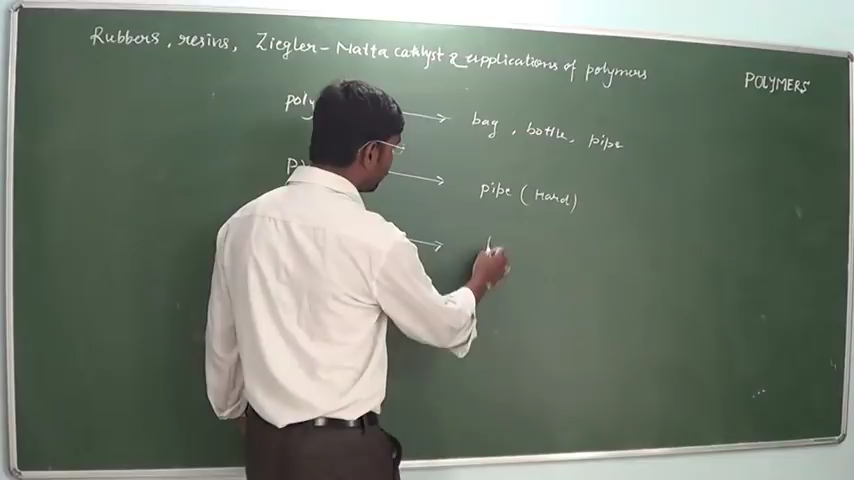 Rubbers, resins, Ziegler-Natta catalyst & applications of polymers
POLYMERS
poly → bag, bottle, pipe
P → pipe (Hard)
→